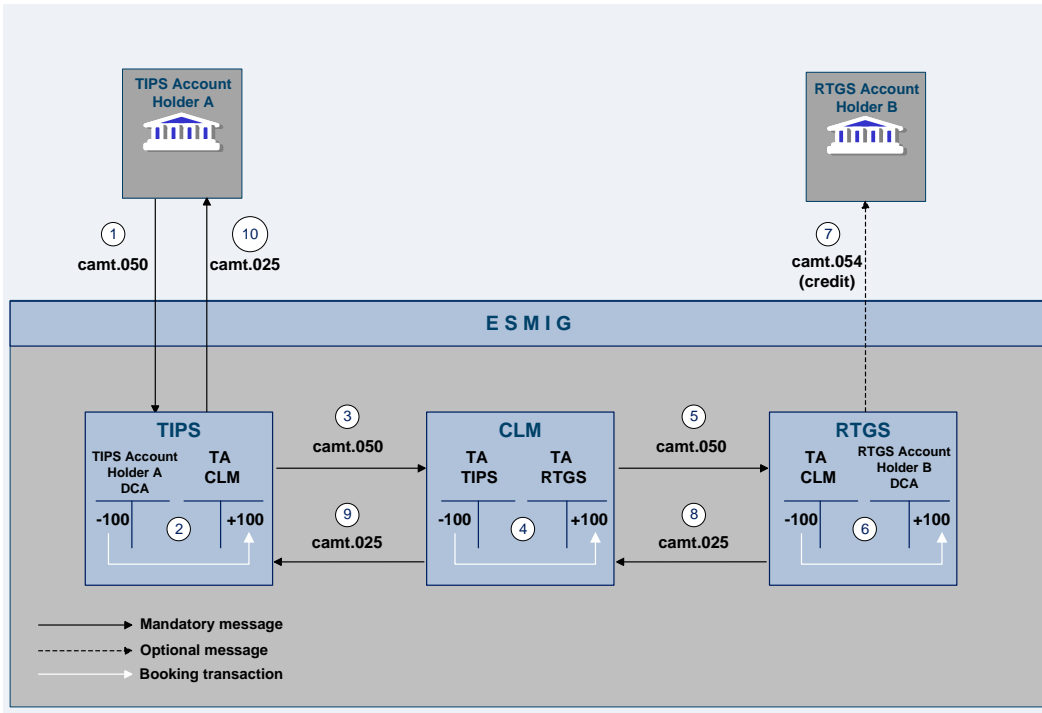 TIPS Account
Holder A
RTGS Account
Holder B
1
camt.050
10
camt.025
7
camt.054
(credit)
E S M I G
TIPS
TIPS Account
Holder A
DCA
TA
CLM
-100
2
+100
3
camt.050
9
camt.025
CLM
TA
TIPS
TA
RTGS
-100
4
+100
5
camt.050
8
camt.025
RTGS
TA
CLM
RTGS Account
Holder B
DCA
-100
6
+100
Mandatory message
Optional message
Booking transaction